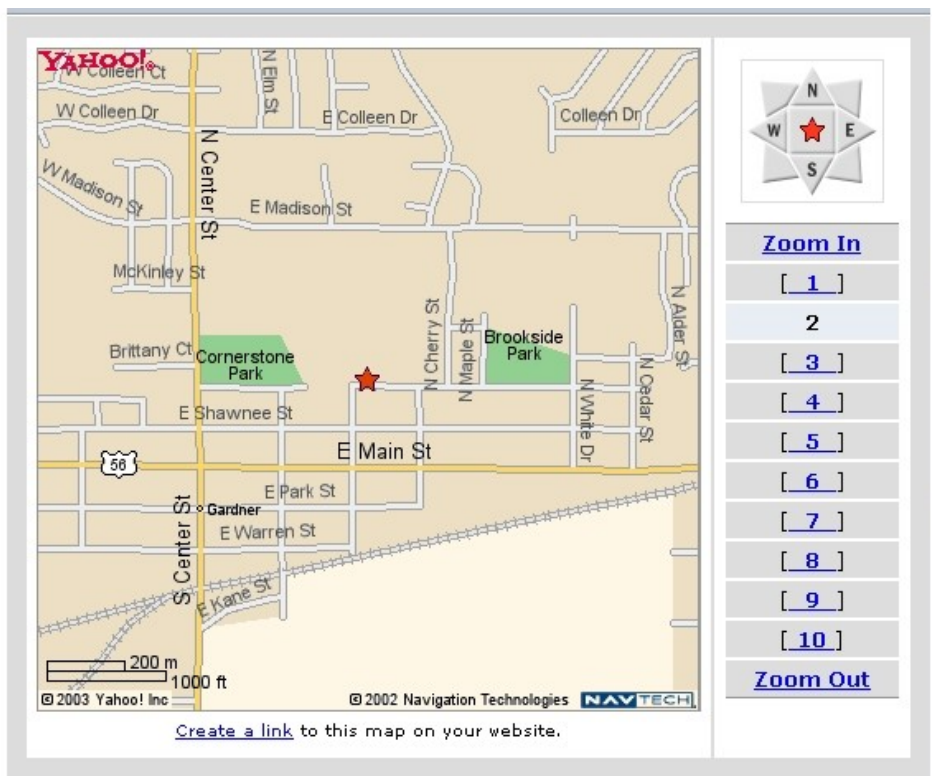 YAHOO!
W Colleen Ct
N Elm St
W Colleen Dr
E Colleen Dr
Colleen Dr
N Center St
W Madison St
E Madison St
McKinley St
N Alder St
N Cherry St
N Maple St
Brookside
Park
Brittany Ct
Cornerstone
Park
N White Dr
N Cedar St
E Shawnee St
E Main St
56
E Park St
Gardner
S Center St
E Warren St
E Kane St
200 m
1000 ft
© 2003 Yahoo! Inc
© 2002 Navigation Technologies NAVTECH
Create a link to this map on your website.
N
W E
S
Zoom In
[ 1 ]
2
[ 3 ]
[ 4 ]
[ 5 ]
[ 6 ]
[ 7 ]
[ 8 ]
[ 9 ]
[ 10 ]
Zoom Out